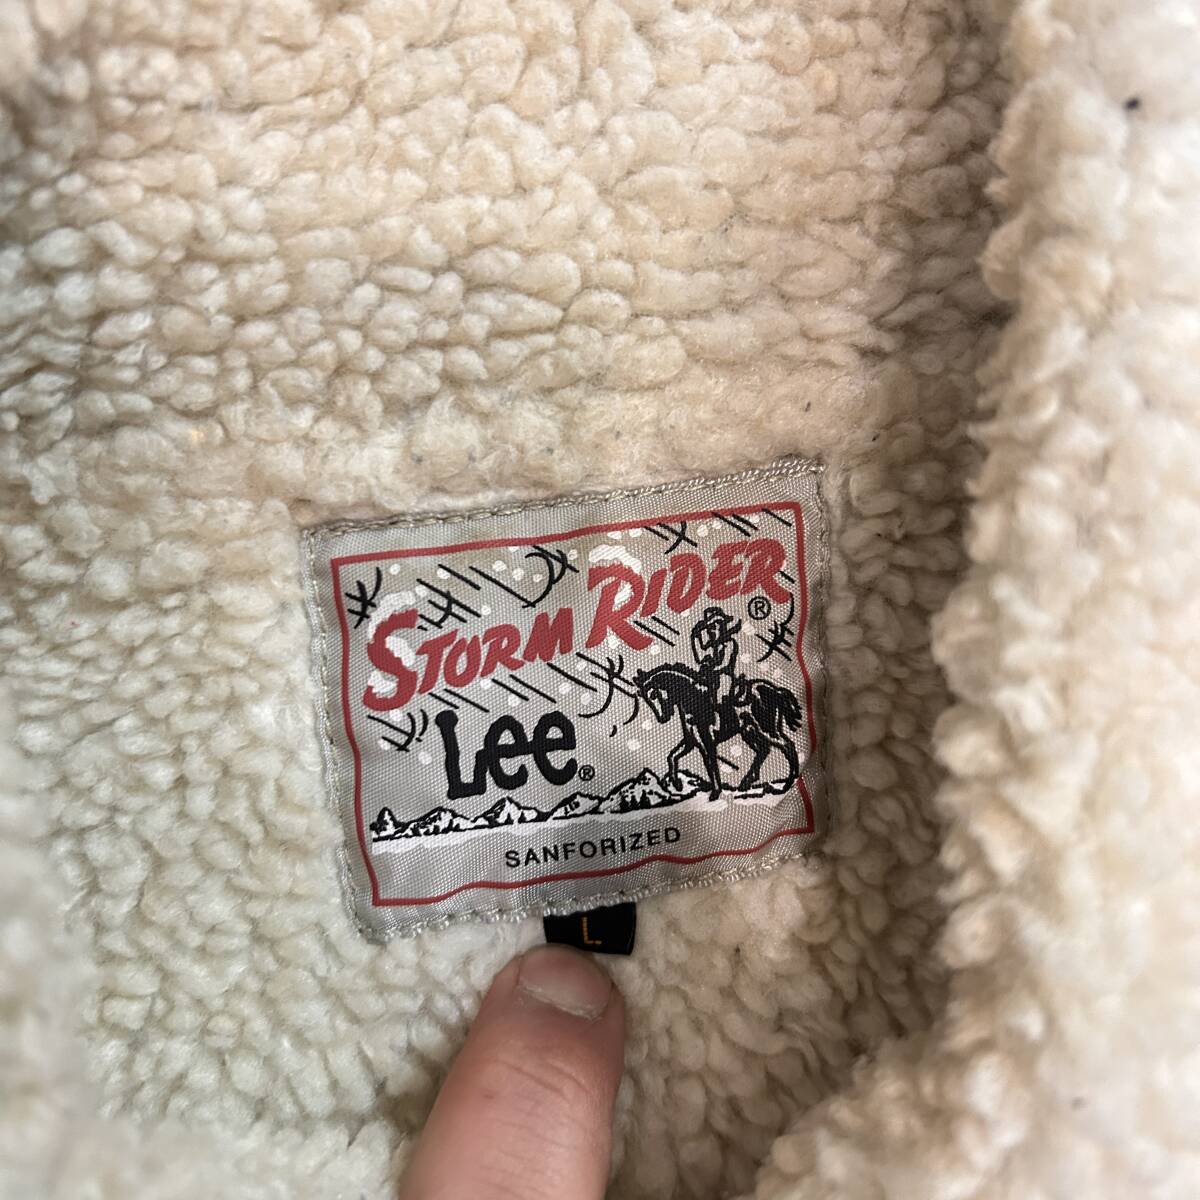 STORM RIDER ®
Lee ®
SANFORIZED
L